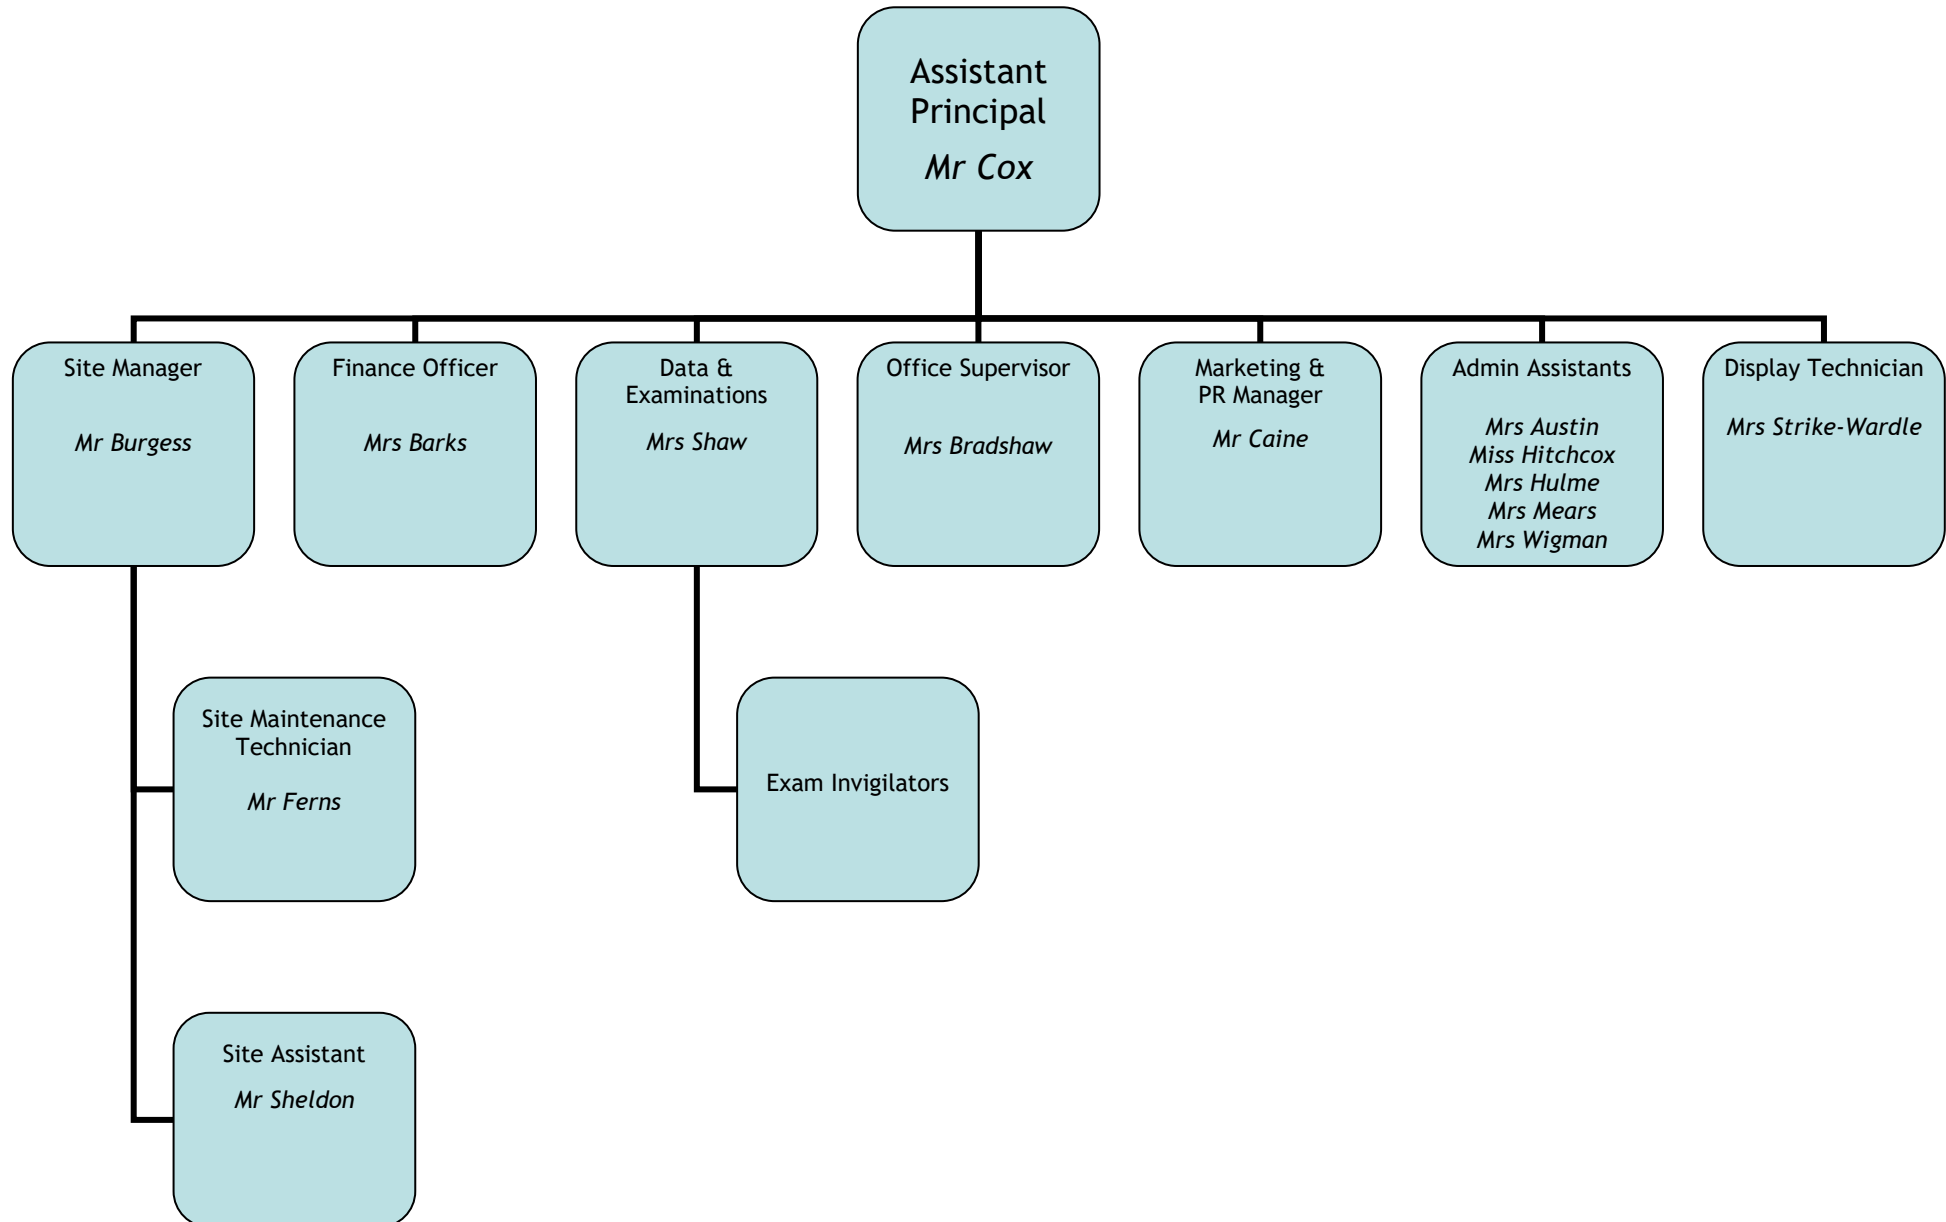 Assistant
Principal
Mr Cox
Site Manager
Mr Burgess
Finance Officer
Mrs Barks
Data &
Examinations
Mrs Shaw
Office Supervisor
Mrs Bradshaw
Marketing &
PR Manager
Mr Caine
Admin Assistants
Mrs Austin
Miss Hitchcox
Mrs Hulme
Mrs Mears
Mrs Wigman
Display Technician
Mrs Strike-Wardle
Site Maintenance
Technician
Mr Ferns
Exam Invigilators
Site Assistant
Mr Sheldon